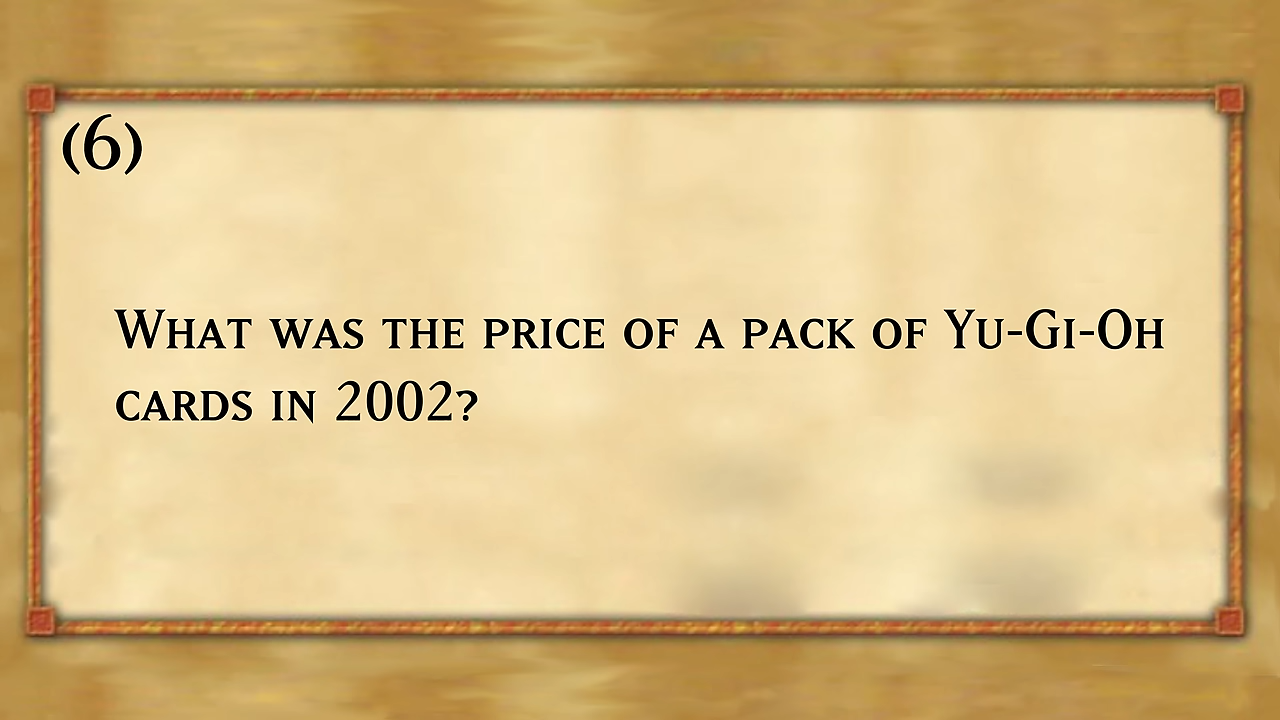 (6)
What was the price of a pack of Yu-Gi-Oh
cards in 2002?